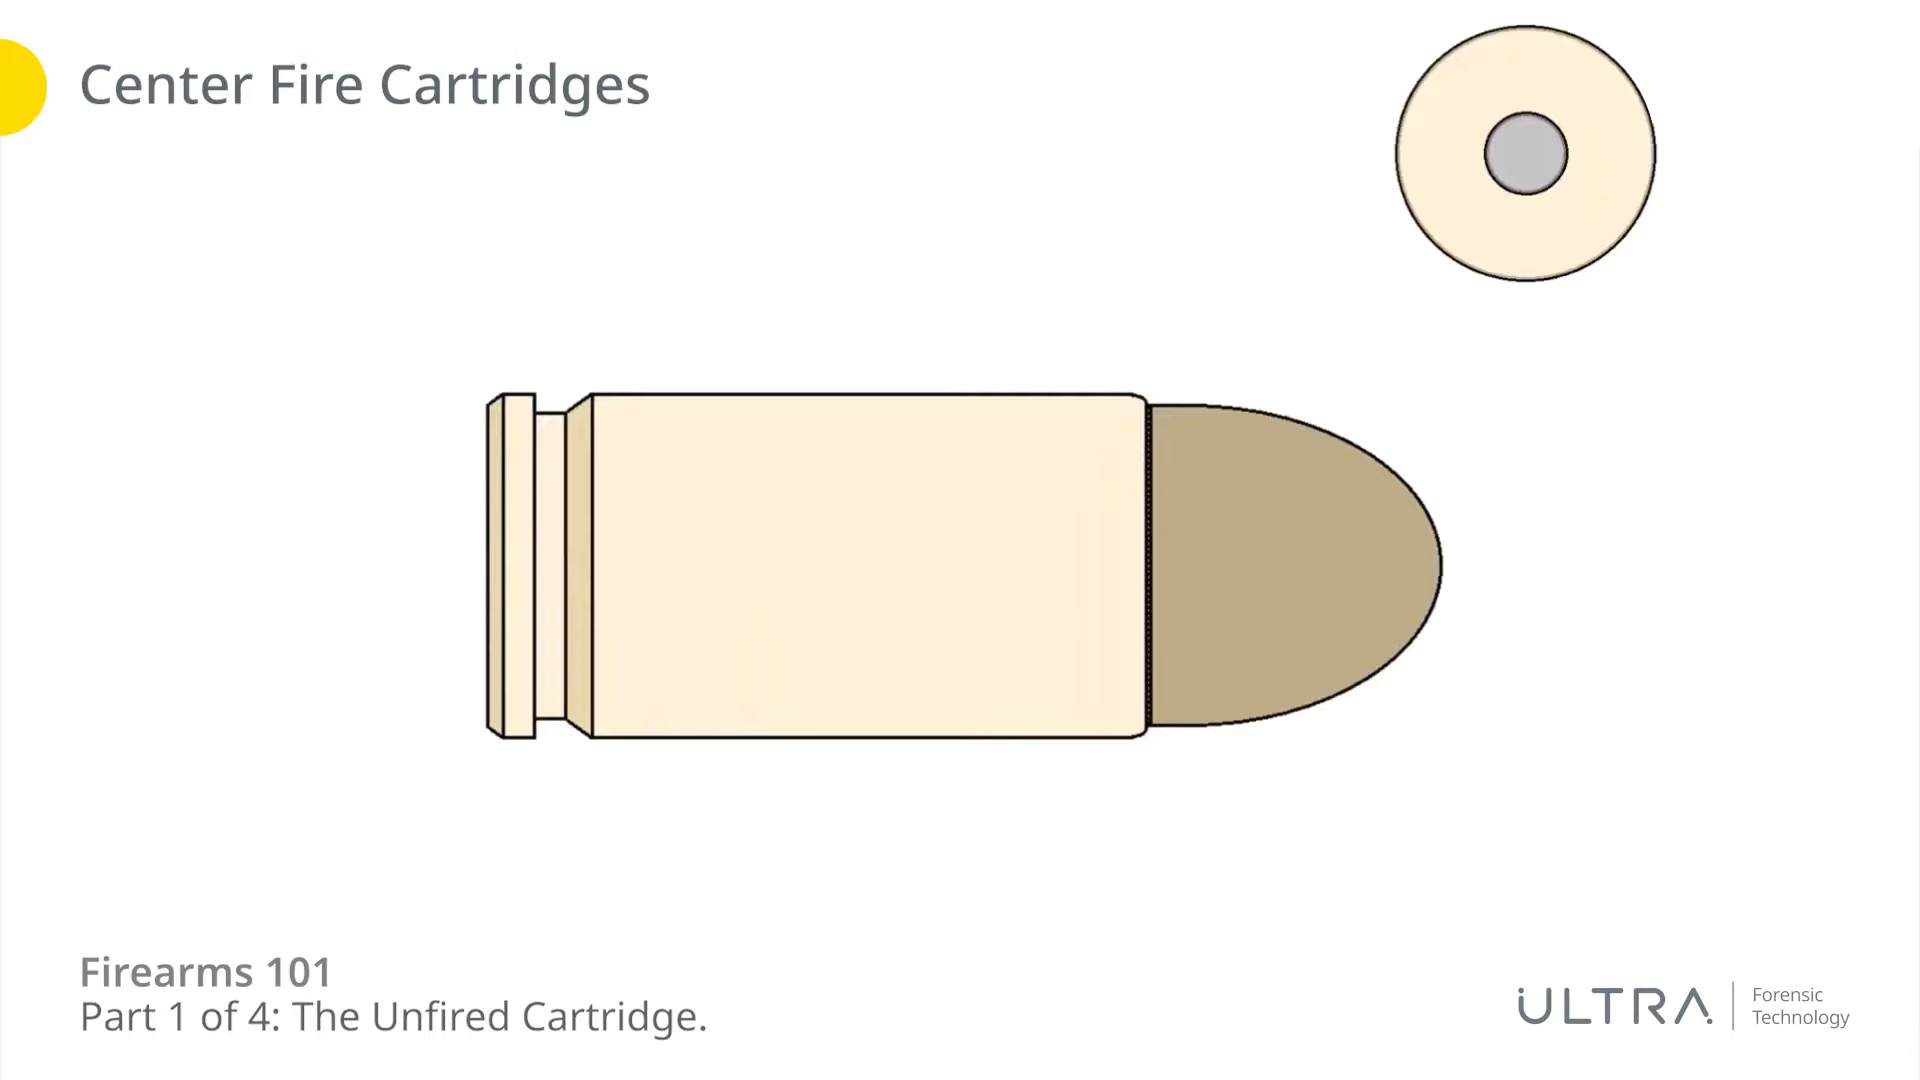 Center Fire Cartridges
Firearms 101
Part 1 of 4: The Unfired Cartridge.
ULTRA
Forensic
Technology